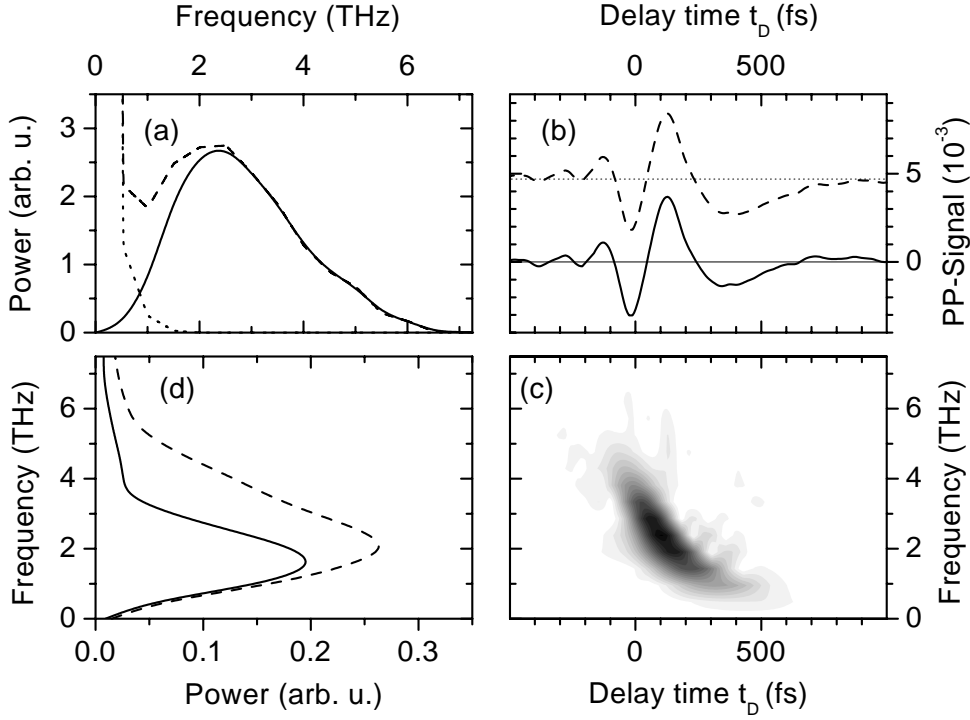 Frequency (THz)
Delay time t_D (fs)
0 2 4 6
0 500
3
2
1
0
Power (arb. u.)
(a)
(b)
5
0
PP-Signal (10^-3)
6
4
2
0
Frequency (THz)
(d)
(c)
6
4
2
0
Frequency (THz)
0.0 0.1 0.2 0.3
0 500
Power (arb. u.)
Delay time t_D (fs)